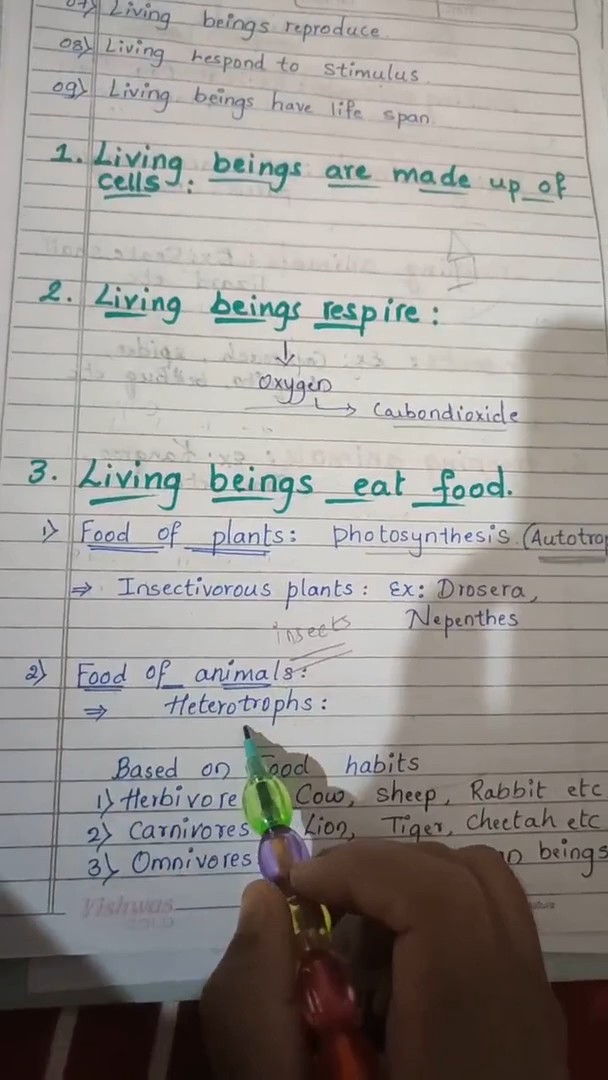 07) Living beings reproduce
08) Living respond to stimulus
09) Living beings have life span
1. Living beings are made up of
cells :
2. Living beings respire :
↓
Oxygen
↳ Carbondioxide
3. Living beings eat food.
1) Food of plants: photosynthesis. (Autotro
⇒ Insectivorous plants : Ex: Drosera,
Nepenthes
insects
2) Food of animals:
⇒ Heterotrophs :
Based on Food habits
1) Herbivore Cow, Sheep, Rabbit etc
2) Carnivores Lion, Tiger, Cheetah etc
3) Omnivores beings
Vishwas